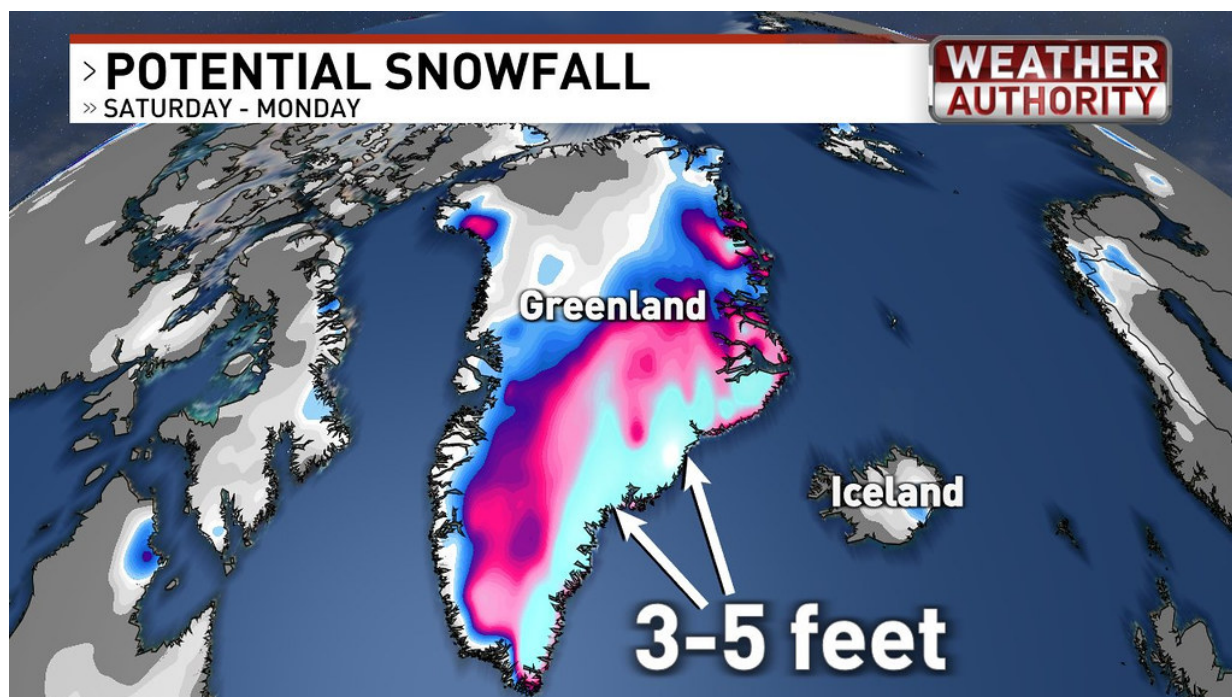 > POTENTIAL SNOWFALL
» SATURDAY - MONDAY
WEATHER
AUTHORITY
Greenland
Iceland
3-5 feet